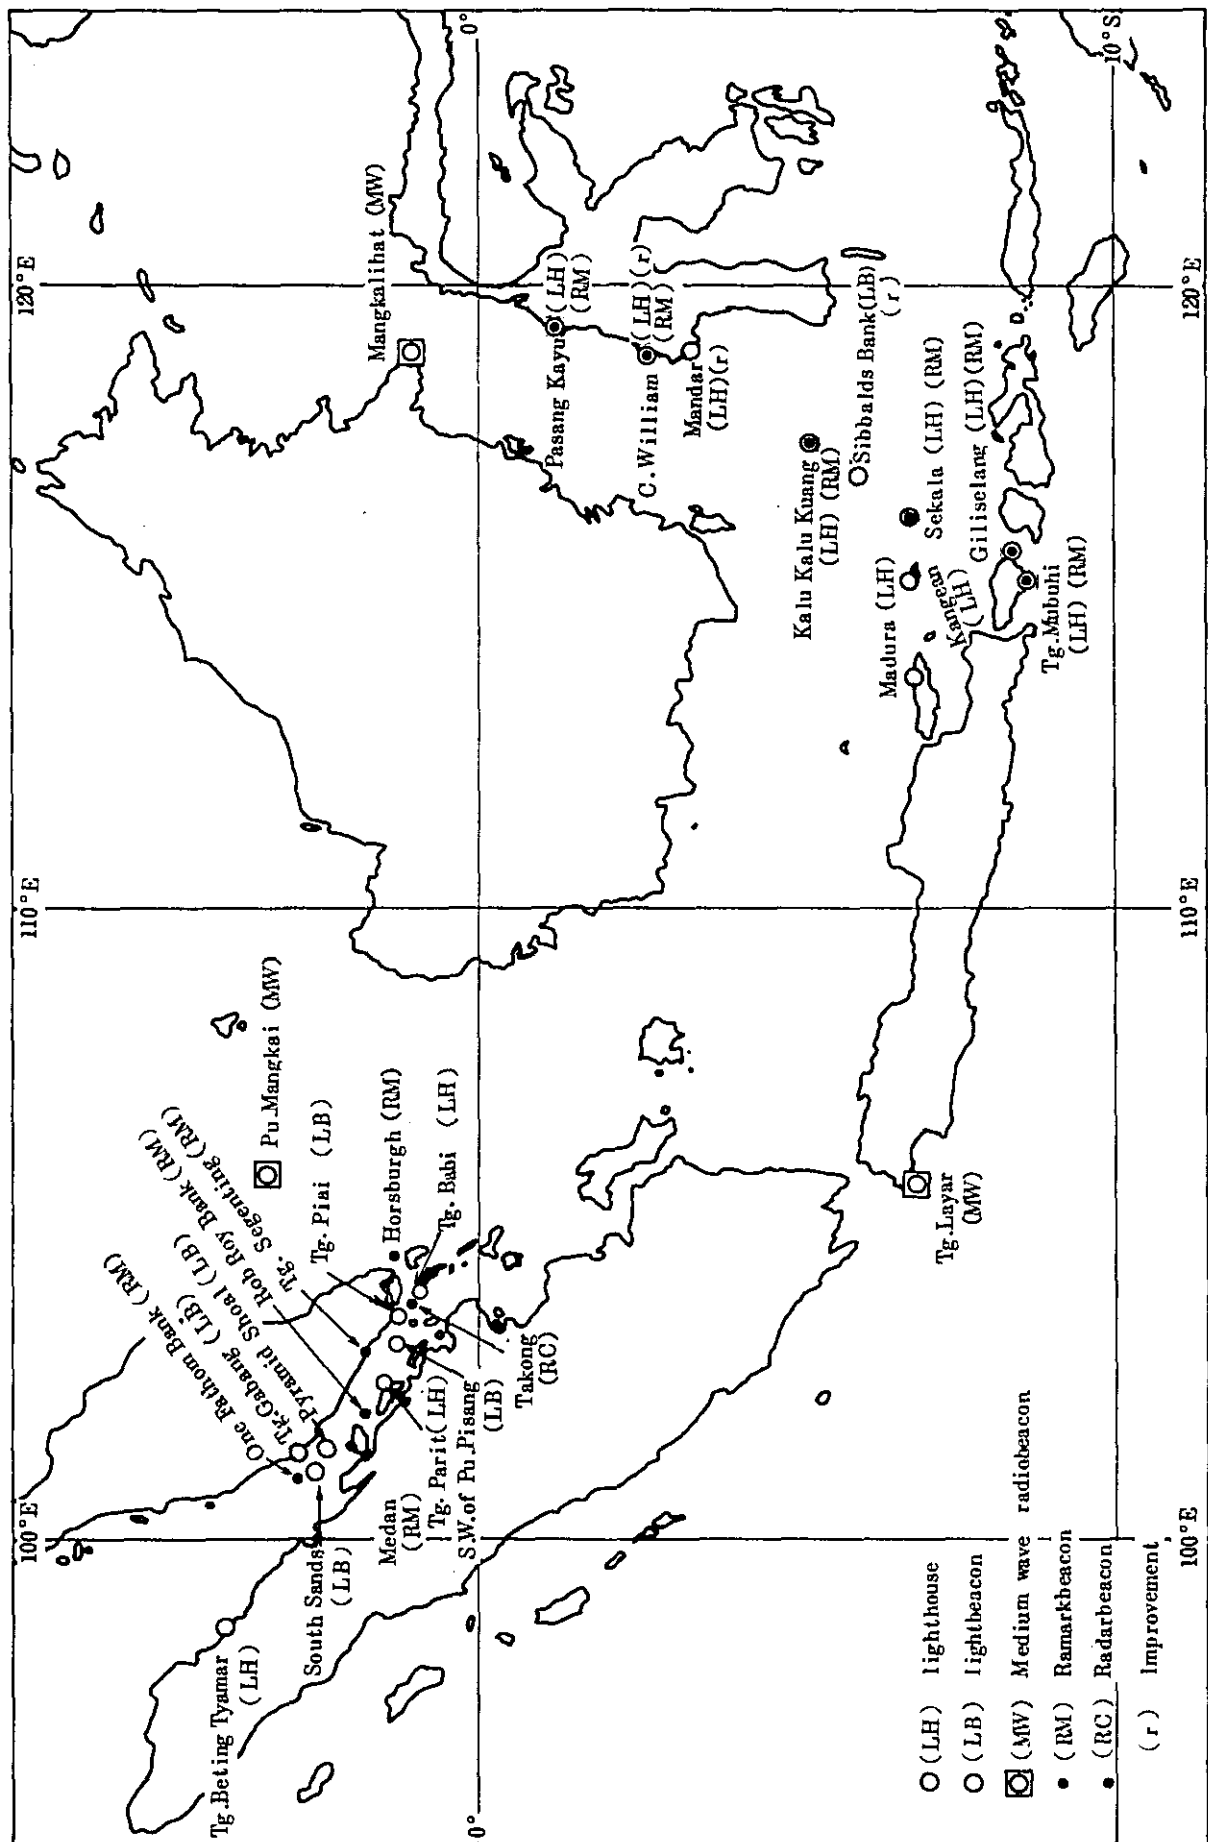 100°E
110°E
120°E
0°
10°S
Mangkalihat (MW)
Pu.Mangkai (MW)
Tg. Segenting (RM)
Rob Roy Bank (RM)
Pyramid Shoal (LB)
Tg. Gabang (LB)
One Fathom Bank (RM)
Tg. Piai (LB)
Horsburgh (RM)
Tg. Babi (LH)
Takong
(RC)
S.W.of Pu.Pisang
(LB)
Tg. Parit(LH)
Medan
(RM)
South Sands
(LB)
Tg.Beting Tyamar
(LH)
Pasang Kayu
(LH)
(RM)
C.William
(LH)(r)
(RM)
Mandar
(LH)(r)
Kalu Kalu Kuang
(LH) (RM)
Sibbalds Bank(LB)
(r)
Sekala (LH) (RM)
Madura (LH)
Kangean
(LH)
Giliselang (LH)(RM)
Tg.Mubuhi
(LH) (RM)
Tg.Layar
(MW)
(LH) lighthouse
(LB) lightbeacon
(MW) Medium wave radiobeacon
(RM) Ramarkbeacon
(RC) Radarbeacon
(r) Improvement
0°
10°S
100°E
110°E
120°E